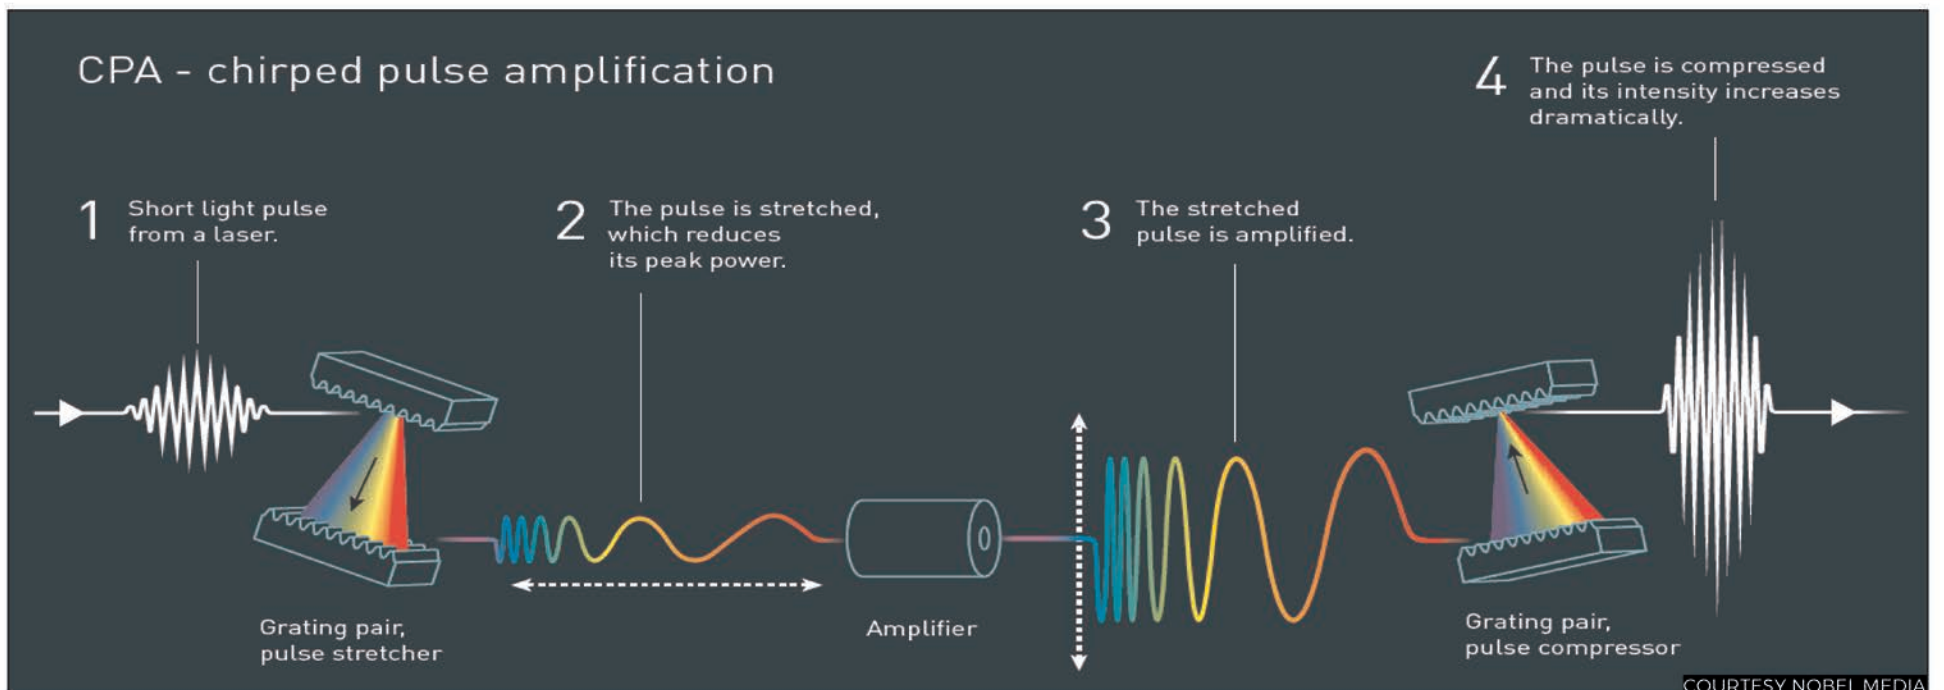 CPA - chirped pulse amplification
1 Short light pulse
from a laser.
2 The pulse is stretched,
which reduces
its peak power.
3 The stretched
pulse is amplified.
4 The pulse is compressed
and its intensity increases
dramatically.
Grating pair,
pulse stretcher
Amplifier
Grating pair,
pulse compressor
COURTESY NOBEL MEDIA